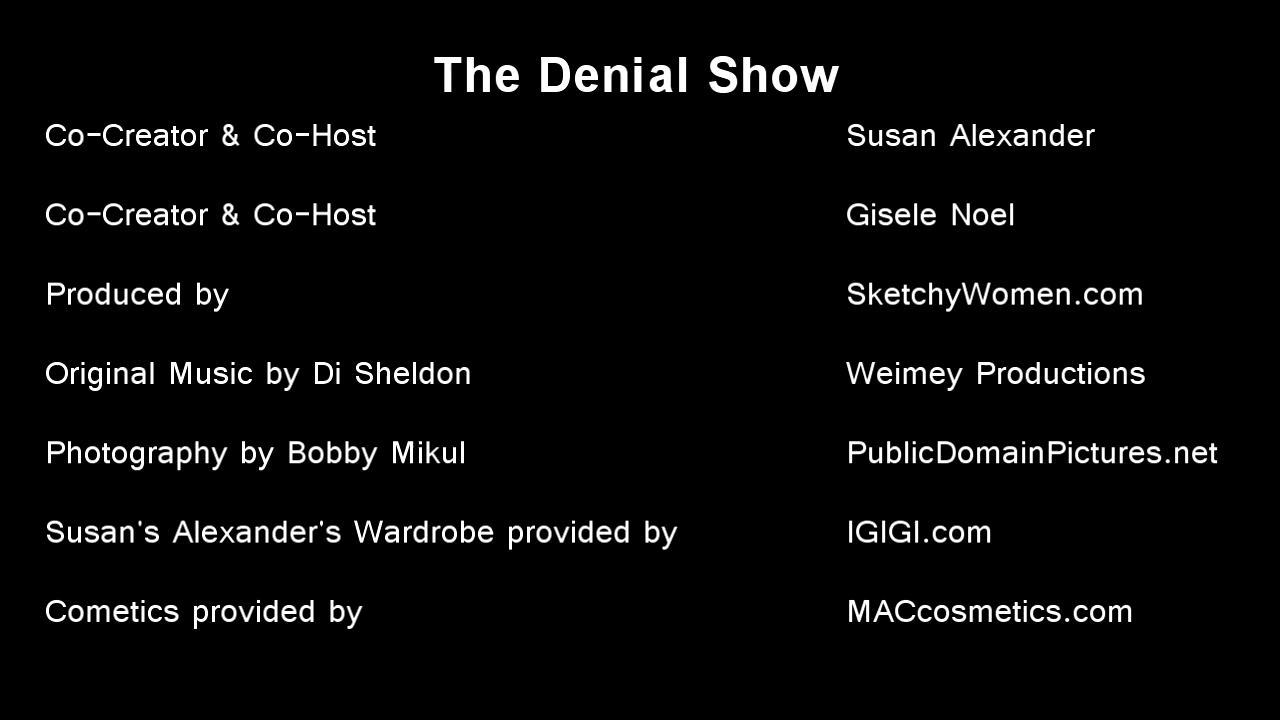 The Denial Show
Co-Creator & Co-Host Susan Alexander
Co-Creator & Co-Host Gisele Noel
Produced by SketchyWomen.com
Original Music by Di Sheldon Weimey Productions
Photography by Bobby Mikul PublicDomainPictures.net
Susan's Alexander's Wardrobe provided by IGIGI.com
Cometics provided by MACcosmetics.com